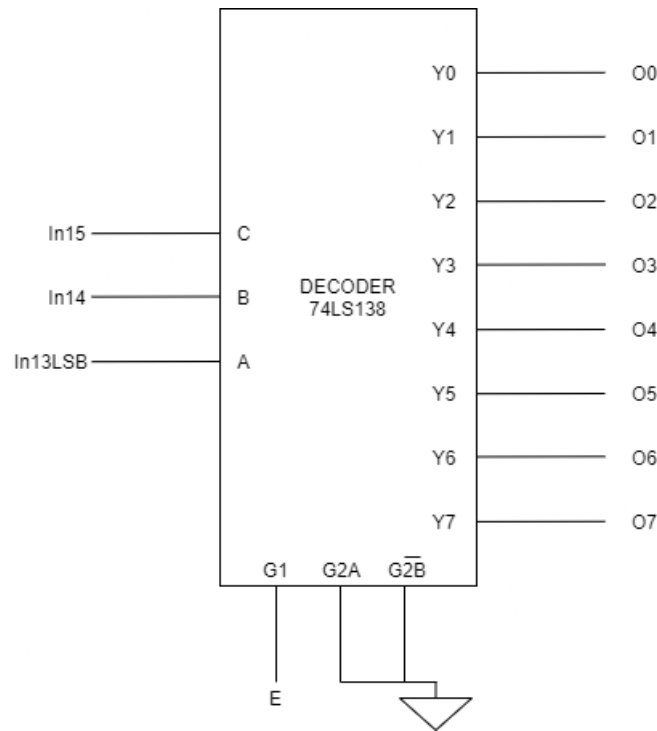 Y0 O0
Y1 O1
Y2 O2
In15 C
Y3 O3
DECODER
74LS138
In14 B
Y4 O4
In13LSB A
Y5 O5
Y6 O6
Y7 O7
G1 G2A G2̅B̅
E